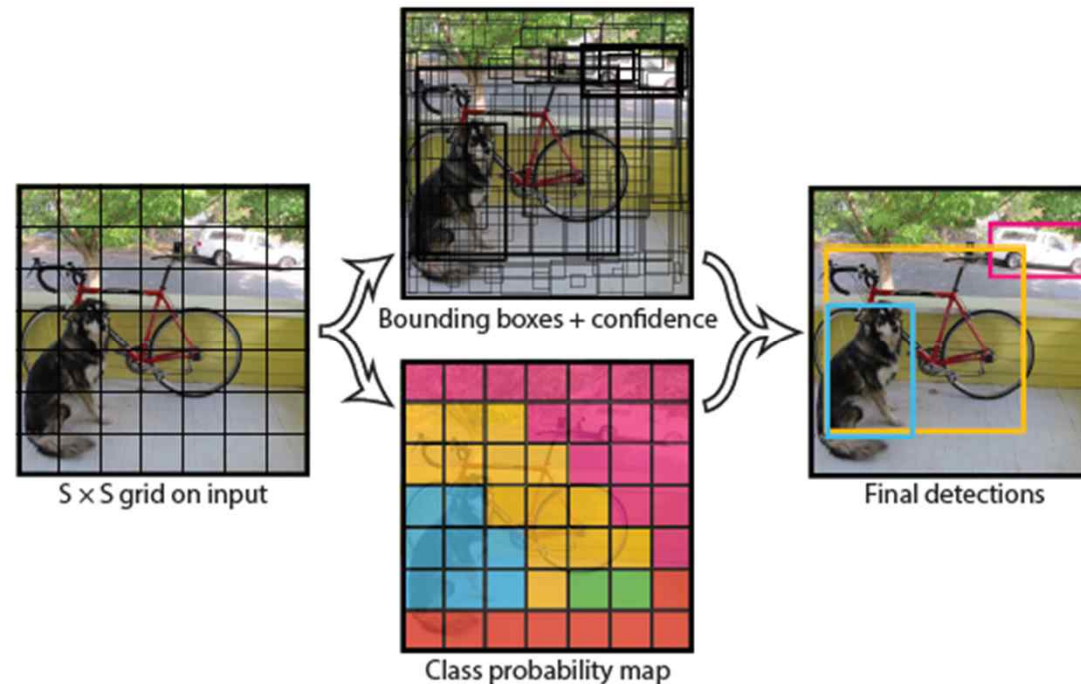 S × S grid on input
Bounding boxes + confidence
Class probability map
Final detections